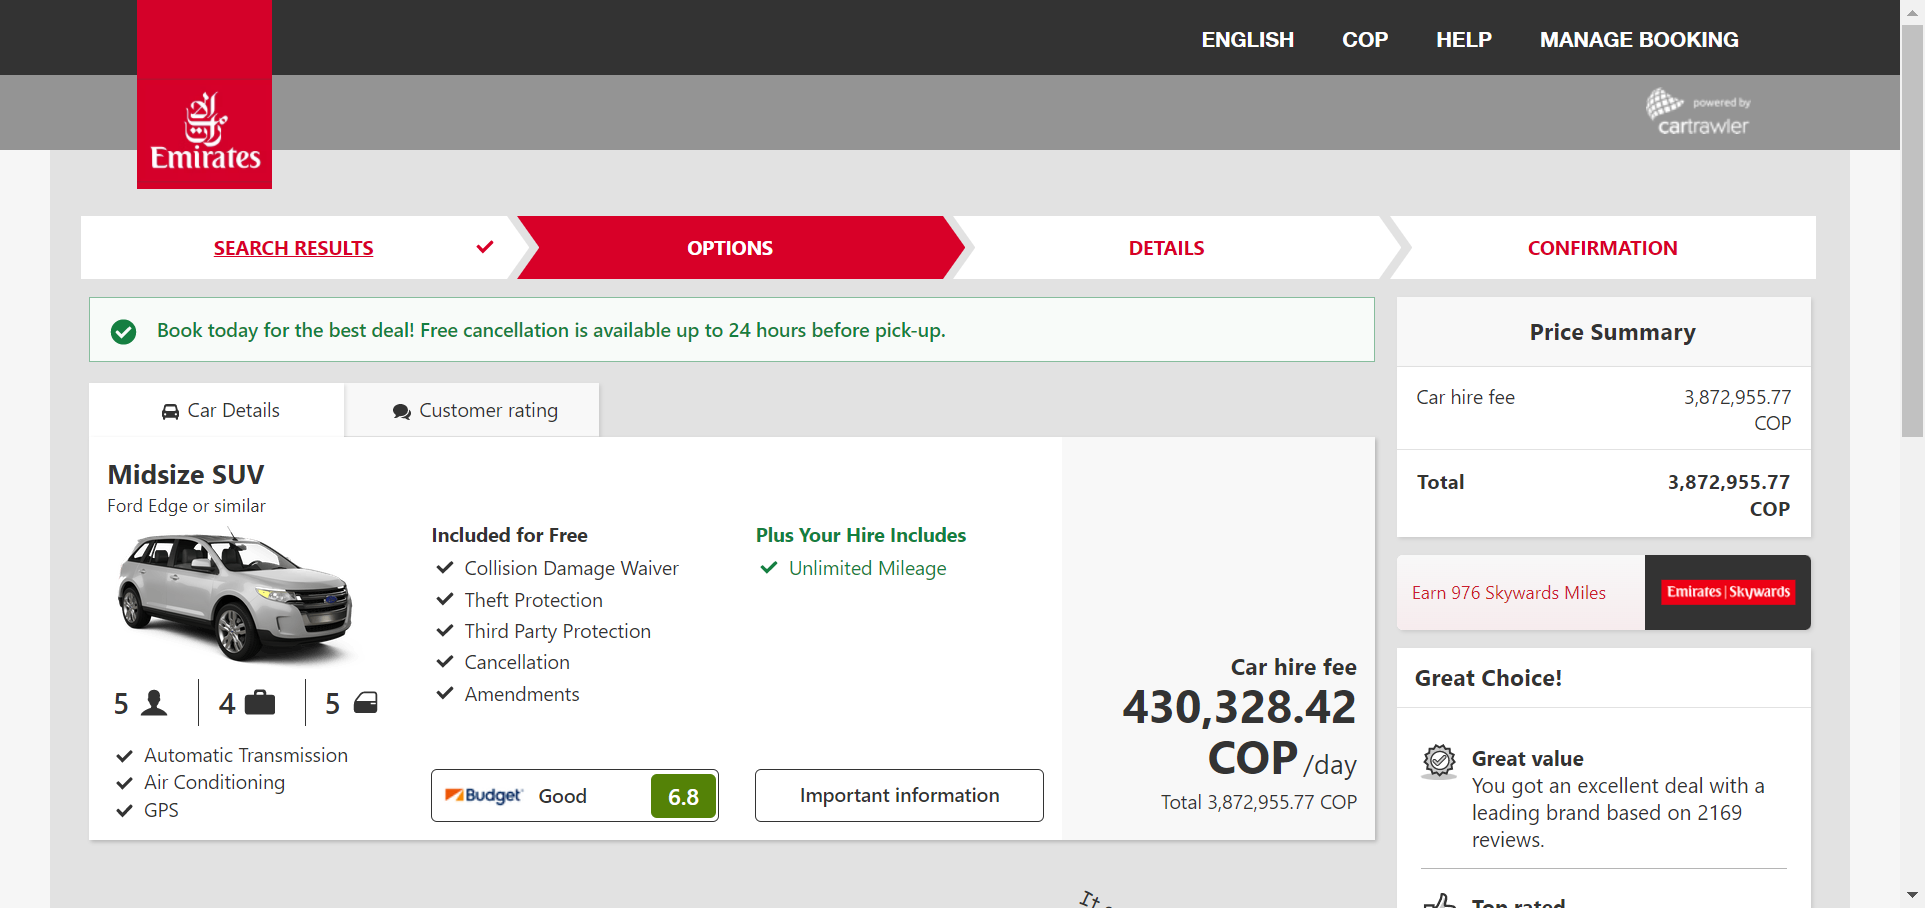 ENGLISH COP HELP MANAGE BOOKING
powered by
cartrawler
Emirates
SEARCH RESULTS OPTIONS DETAILS CONFIRMATION
Book today for the best deal! Free cancellation is available up to 24 hours before pick-up.
Car Details Customer rating
Midsize SUV
Ford Edge or similar
5 4 5
Automatic Transmission
Air Conditioning
GPS
Included for Free
Collision Damage Waiver
Theft Protection
Third Party Protection
Cancellation
Amendments
Budget Good 6.8
Plus Your Hire Includes
Unlimited Mileage
Important information
Car hire fee
430,328.42
COP /day
Total 3,872,955.77 COP
Price Summary
Car hire fee 3,872,955.77
COP
Total 3,872,955.77
COP
Earn 976 Skywards Miles Emirates | Skywards
Great Choice!
Great value
You got an excellent deal with a
leading brand based on 2169
reviews.
Top rated
It